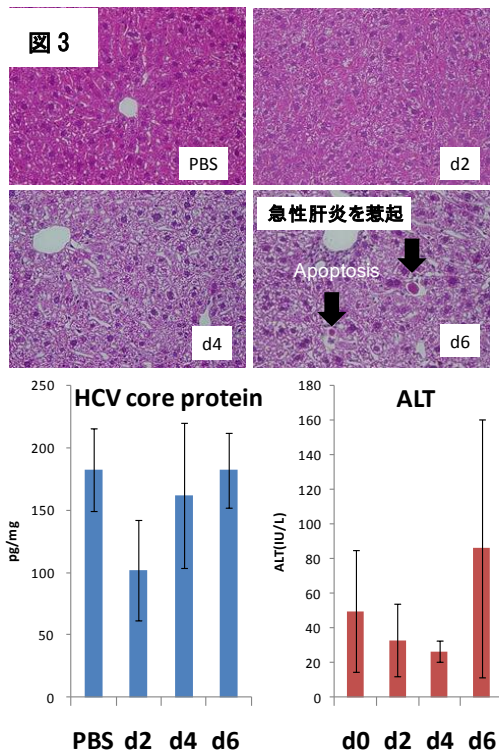 図 3
PBS
d2
急性肝炎を惹起
Apoptosis
d4
d6
HCV core protein
250
200
150
100
50
0
pg/mg
PBS d2 d4 d6
ALT
180
160
140
120
100
80
60
40
20
0
ALT(IU/L)
d0 d2 d4 d6